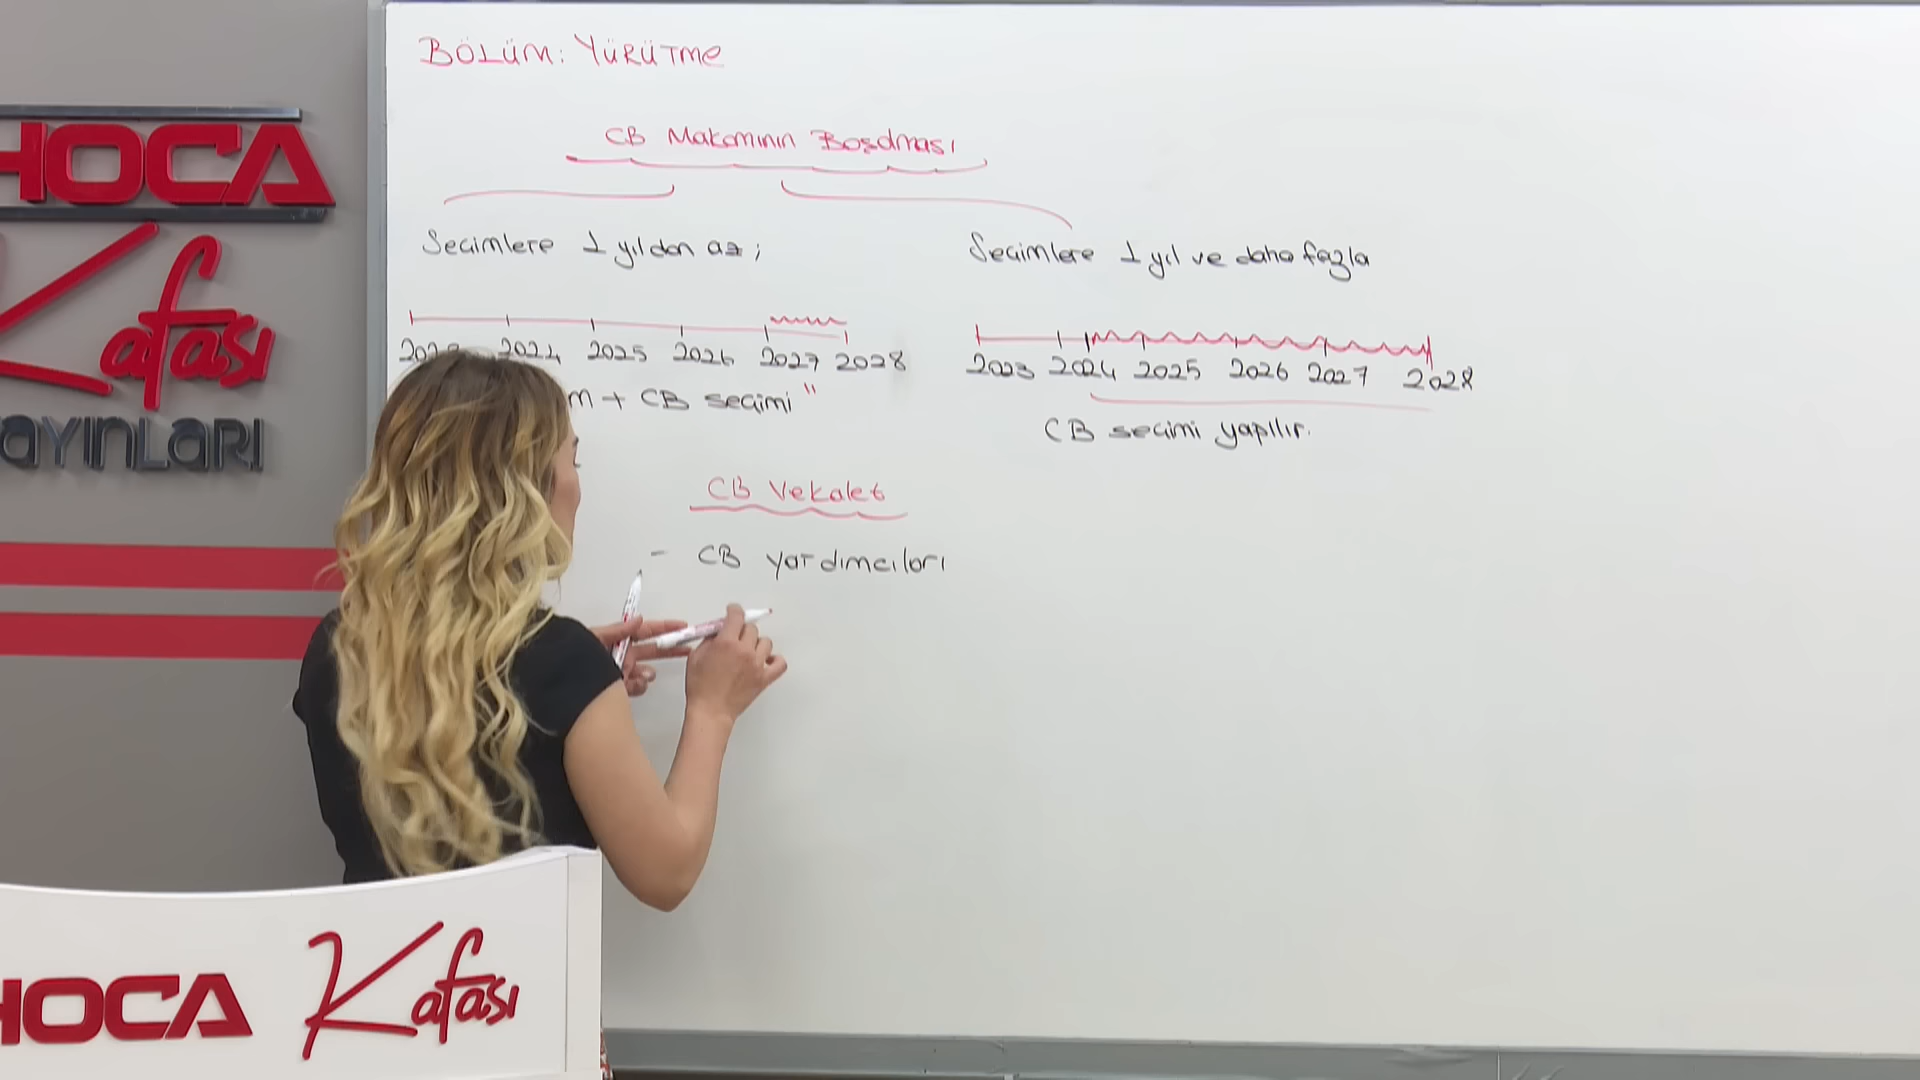 BÖLÜM: YÜRÜTME
CB Makamının Boşalması
Seçimlere 1 yıldan az;
Seçimlere 1 yıl ve daha fazla
2024 2025 2026 2027 2028
2023 2024 2025 2026 2027 2028
+ CB seçimi "
CB seçimi yapılır.
CB Vekalet
- CB yardımcıları
HOCA
Kafası
AYINLARI
HOCA Kafası